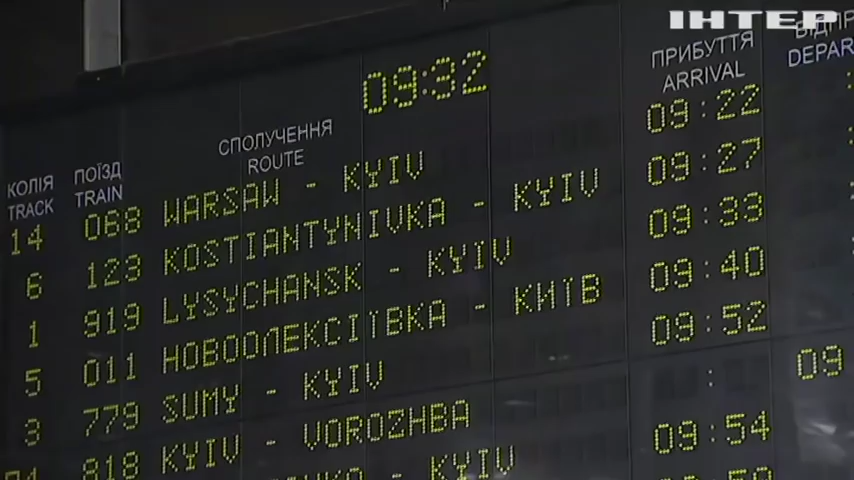 ІНТЕР
09:32
КОЛІЯ ПОЇЗД СПОЛУЧЕННЯ ПРИБУТТЯ
TRACK TRAIN ROUTE ARRIVAL
14 068 WARSAW - KYIV 09:22
6 123 KOSTIANTYNIVKA - KYIV 09:27
1 919 LYSYCHANSK - KYIV 09:33
5 011 НОВООЛЕКСІЇВКА - КИЇВ 09:40
3 779 SUMY - KYIV 09:52
818 KYIV - VOROZHBA : 09
- KYIV 09:54